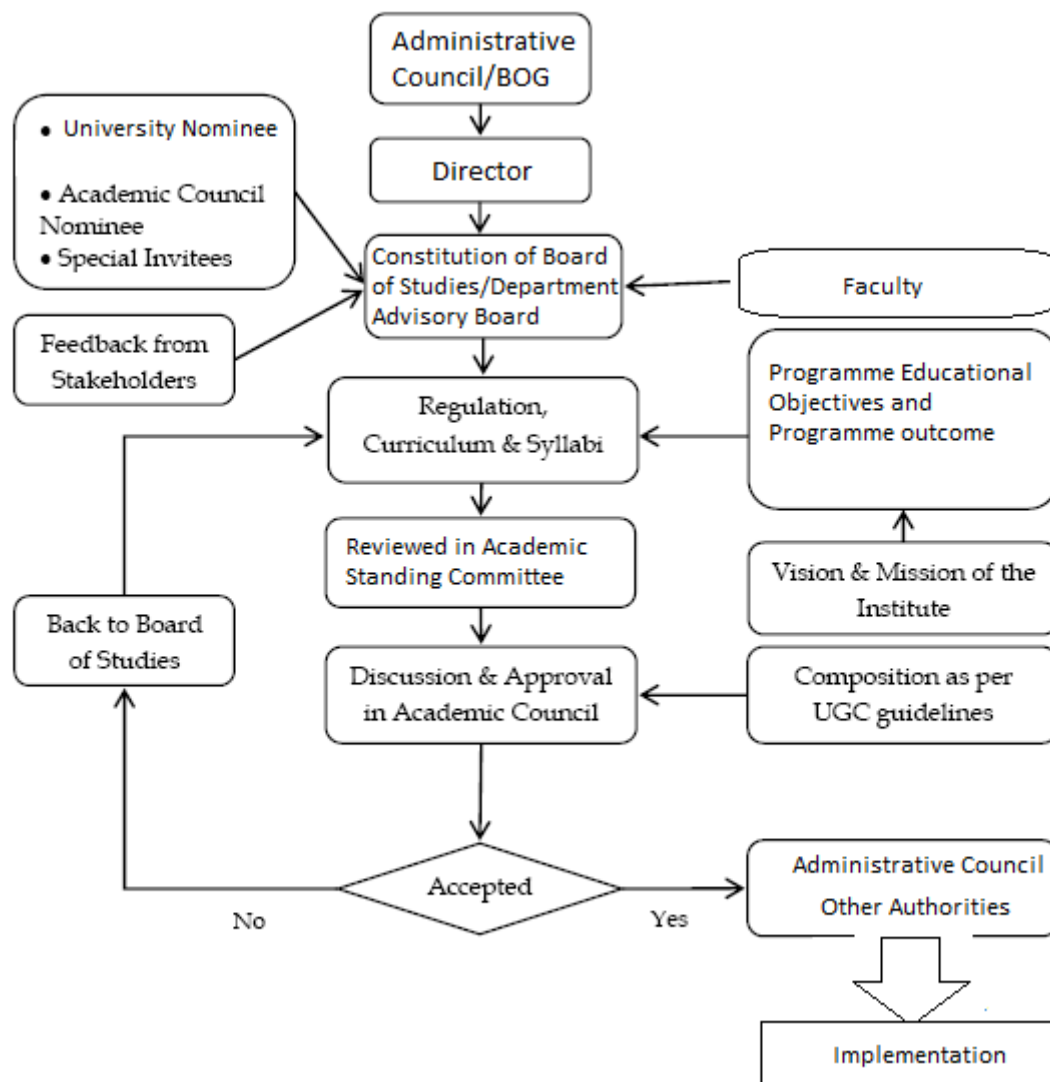 Administrative
Council/BOG
• University Nominee
• Academic Council
Nominee
• Special Invitees
Director
Constitution of Board
of Studies/Department
Advisory Board
Faculty
Feedback from
Stakeholders
Regulation,
Curriculum & Syllabi
Programme Educational
Objectives and
Programme outcome
Reviewed in Academic
Standing Committee
Vision & Mission of the
Institute
Back to Board
of Studies
Discussion & Approval
in Academic Council
Composition as per
UGC guidelines
Accepted
No
Yes
Administrative Council
Other Authorities
Implementation